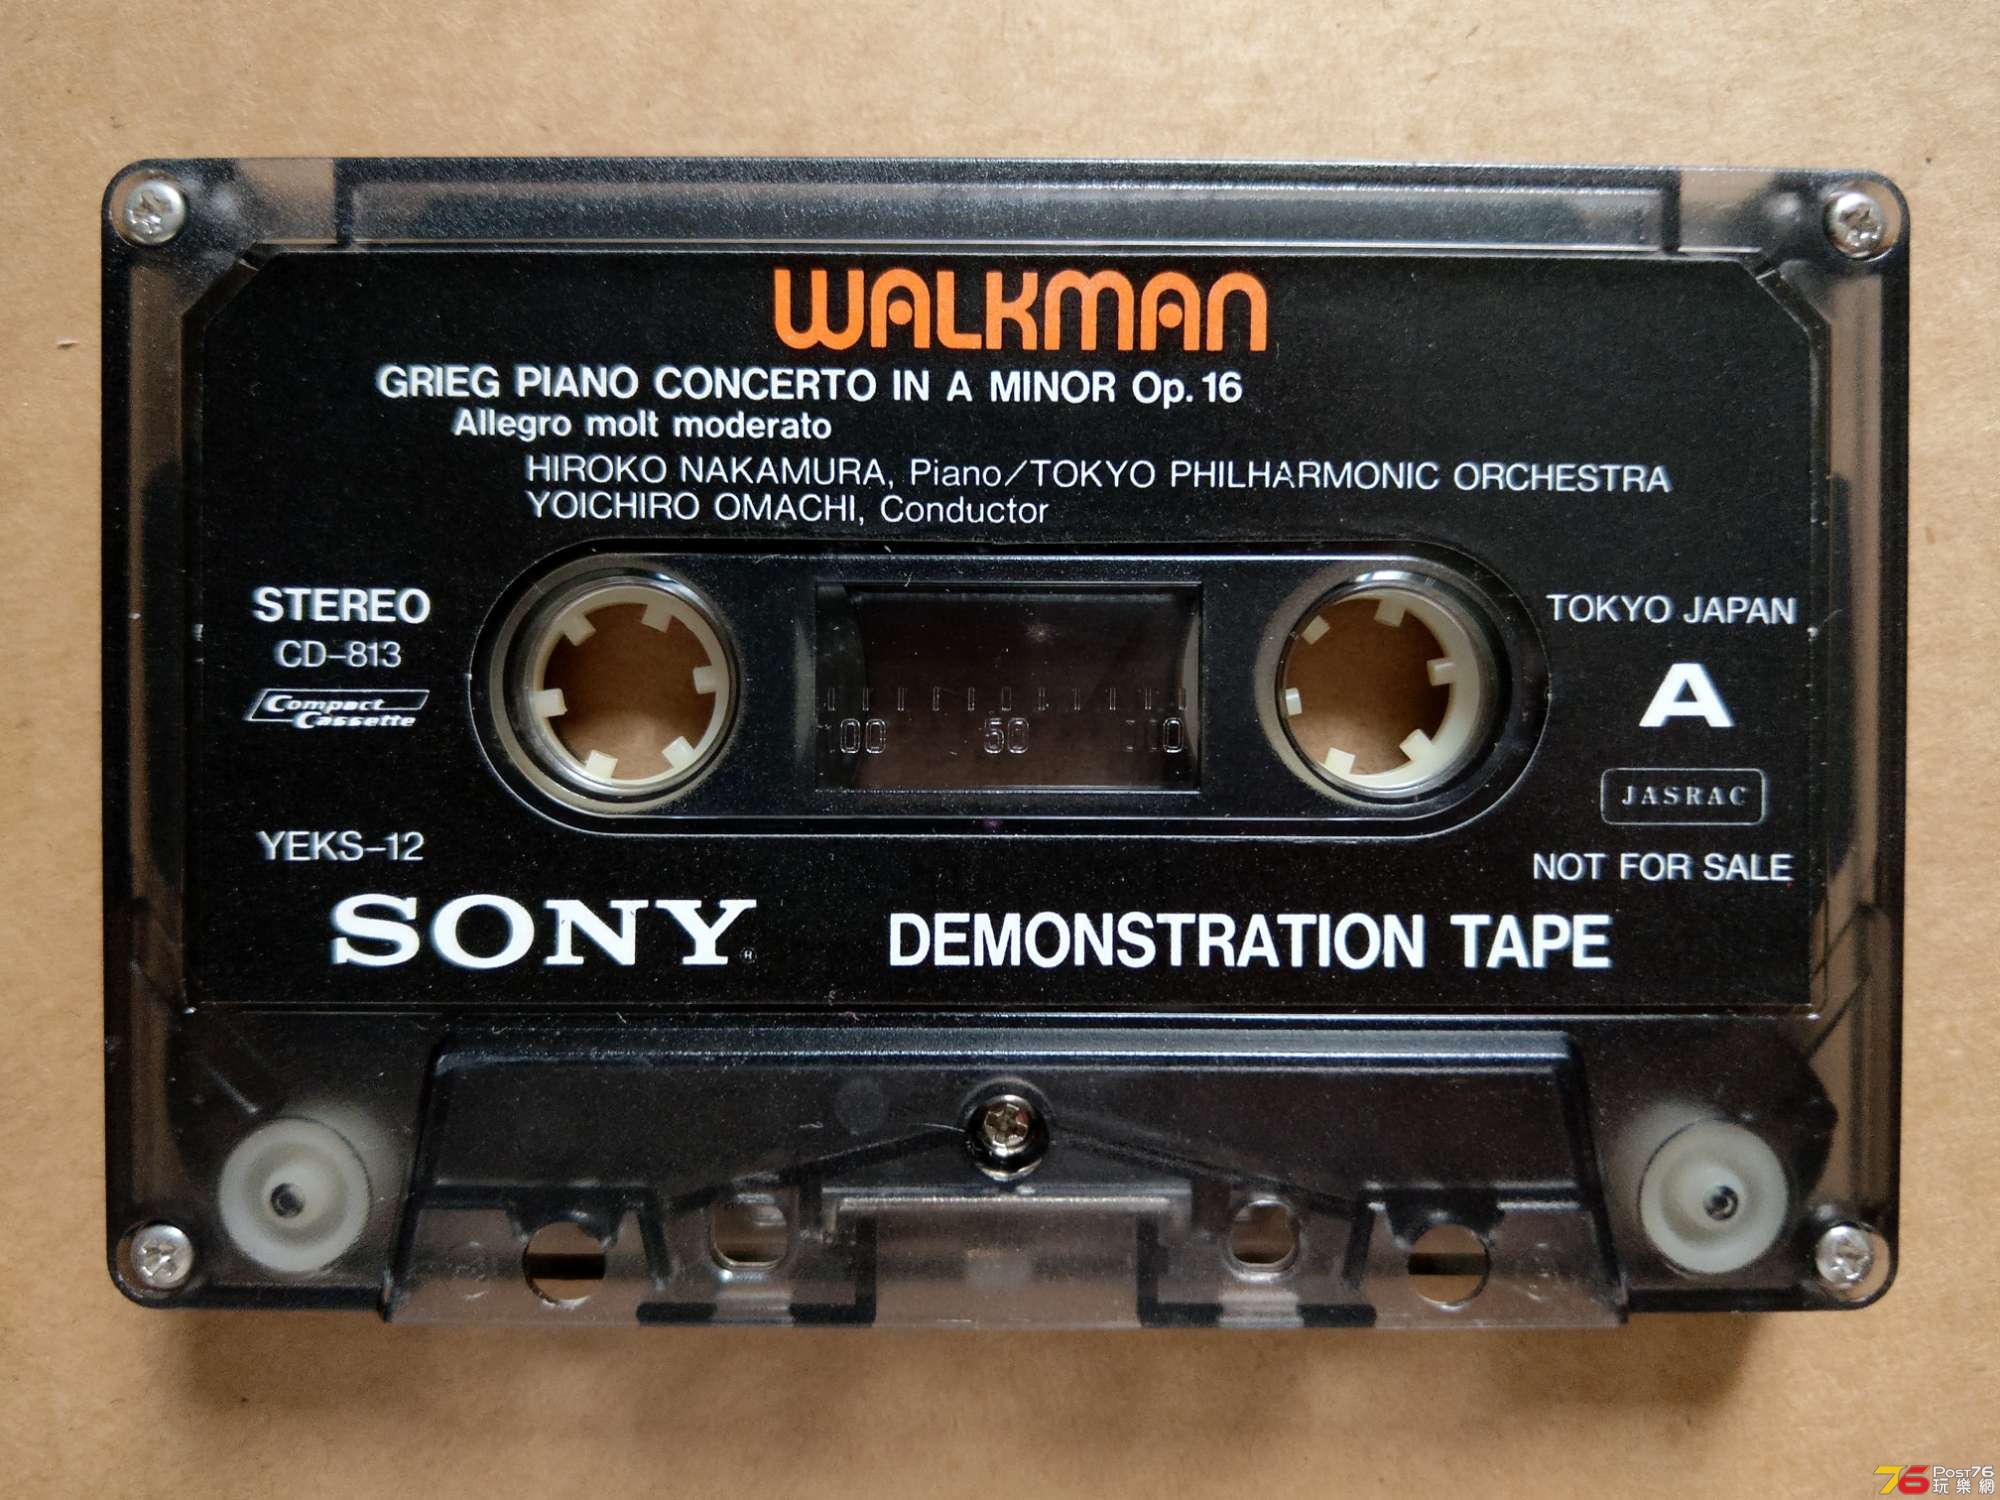 WALKMAN
GRIEG PIANO CONCERTO IN A MINOR Op. 16
Allegro molt moderato
HIROKO NAKAMURA, Piano/TOKYO PHILHARMONIC ORCHESTRA
YOICHIRO OMACHI, Conductor
STEREO
CD-813
Compact
Cassette
YEKS-12
100 50 0
TOKYO JAPAN
A
JASRAC
NOT FOR SALE
SONY®
DEMONSTRATION TAPE
76 POST76
玩樂網